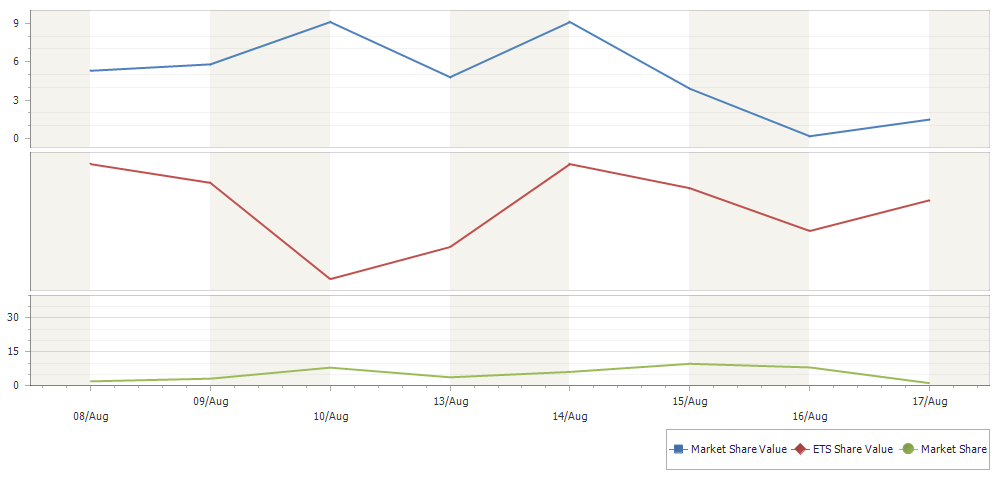 9
6
3
0
30
15
0
08/Aug
09/Aug
10/Aug
13/Aug
14/Aug
15/Aug
16/Aug
17/Aug
Market Share Value ETS Share Value Market Share